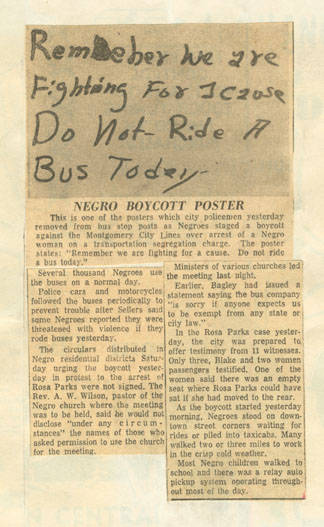 Remember we are
Fighting For I cause
Do Not Ride A
Bus Today
NEGRO BOYCOTT POSTER
This is one of the posters which city policemen yesterday
removed from bus stop posts as Negroes staged a boycott
against the Montgomery City Lines over arrest of a Negro
woman on a transportation segregation charge. The poster
states: "Remember we are fighting for a cause. Do not ride
a bus today."
Several thousand Negroes use
the buses on a normal day.
Police cars and motorcycles
followed the buses periodically to
prevent trouble after Sellers said
some Negroes reported they were
threatened with violence if they
rode buses yesterday.
The circulars distributed in
Negro residential districts Satur-
day urging the boycott yester-
day in protest to the arrest of
Rosa Parks were not signed. The
Rev. A. W. Wilson, pastor of the
Negro church where the meeting
was to be held, said he would not
disclose "under any circum-
stances" the names of those who
asked permission to use the church
for the meeting.
Ministers of various churches led
the meeting last night.
Earlier, Bagley had issued a
statement saying the bus company
"is sorry if anyone expects us
to be exempt from any state or
city law."
In the Rosa Parks case yester-
day, the city was prepared to
offer testimony from 11 witnesses.
Only three, Blake and two women
passengers testified. One of the
women said there was an empty
seat where Rosa Parks could have
sat if she had moved to the rear.
As the boycott started yesterday
morning, Negroes stood on down-
town street corners waiting for
rides or piled into taxicabs. Many
walked two or three miles to work
in the crisp cold weather.
Most Negro children walked to
school and there was a relay auto
pickup system operating through-
out most of the day.